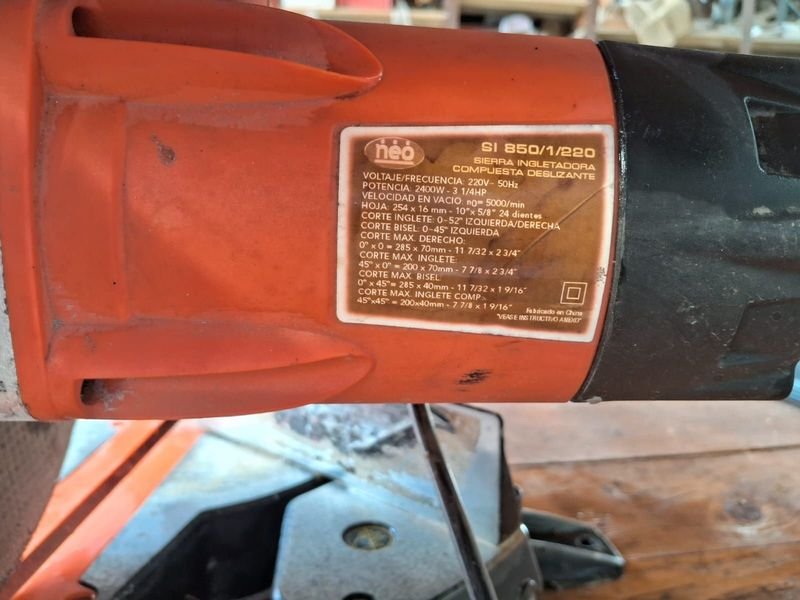 neo
SI 850/1/220
SIERRA INGLETADORA
COMPUESTA DESLIZANTE
VOLTAJE/FRECUENCIA: 220V~ 50Hz
POTENCIA: 2400W - 3 1/4HP
VELOCIDAD EN VACIO: n0= 5000/min
HOJA: 254 x 16 mm - 10"x 5/8" 24 dientes
CORTE INGLETE: 0-52° IZQUIERDA/DERECHA
CORTE BISEL: 0-45° IZQUIERDA
CORTE MAX. DERECHO:
0° x 0 = 285 x 70mm - 11 7/32 x 2 3/4"
CORTE MAX. INGLETE:
45° x 0° = 200 x 70mm - 7 7/8 x 2 3/4"
CORTE MAX. BISEL:
0° x 45°= 285 x 40mm - 11 7/32 x 1 9/16"
CORTE MAX. INGLETE COMP.:
45°x45° = 200x40mm - 7 7/8 x 1 9/16"
Fabricado en China
"VEASE INSTRUCTIVO ANEXO"